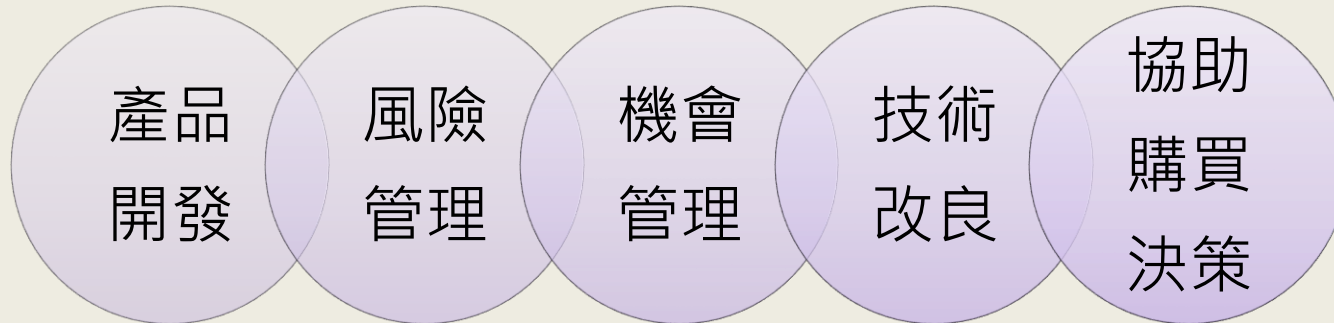 產品
開發
風險
管理
機會
管理
技術
改良
協助
購買
決策